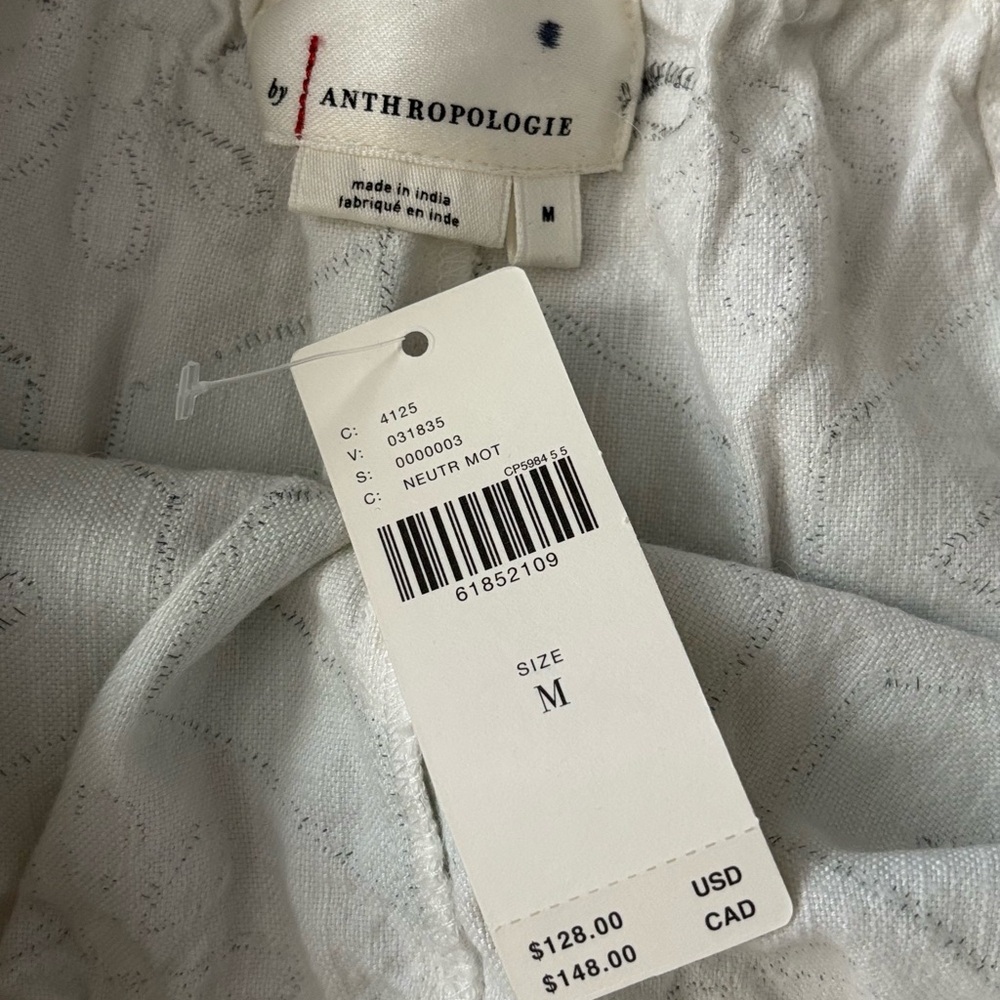 by ANTHROPOLOGIE
made in india
fabriqué en inde
M
C: 4125
V: 031835
S: 0000003
C: NEUTR MOT
CP5984 5 5
61852109
SIZE
M
$128.00 USD
$148.00 CAD